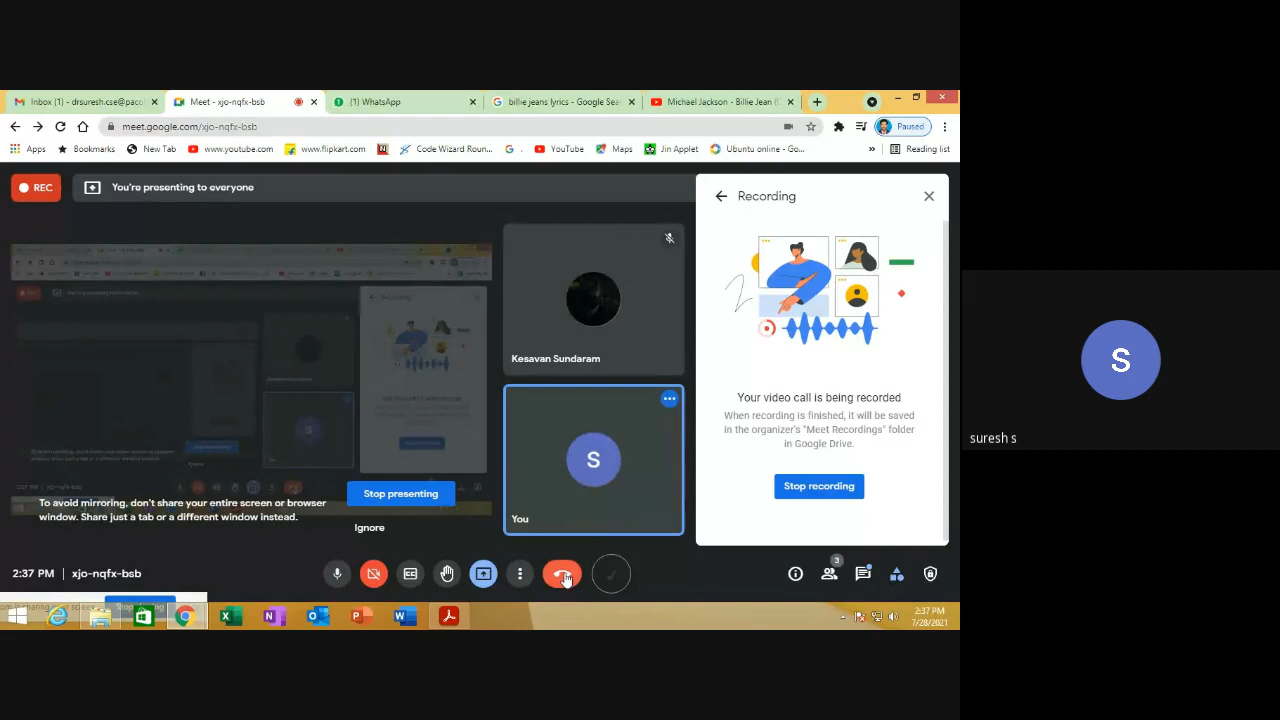 Inbox (1) - drsuresh.cse@paco
Meet - xjo-nqfx-bsb
(1) WhatsApp
billie jeans lyrics - Google Sea
Michael Jackson - Billie Jean (
meet.google.com/xjo-nqfx-bsb
Paused
Apps
Bookmarks
New Tab
www.youtube.com
www.flipkart.com
Code Wizard Roun...
G .
YouTube
Maps
Jin Applet
Ubuntu online - Go...
»
Reading list
REC
You're presenting to everyone
Recording
Kesavan Sundaram
Your video call is being recorded
When recording is finished, it will be saved
in the organizer's "Meet Recordings" folder
in Google Drive.
Stop recording
S
You
To avoid mirroring, don't share your entire screen or browser
window. Share just a tab or a different window instead.
Stop presenting
Ignore
2:37 PM | xjo-nqfx-bsb
3
2:37 PM
7/28/2021
S
suresh s